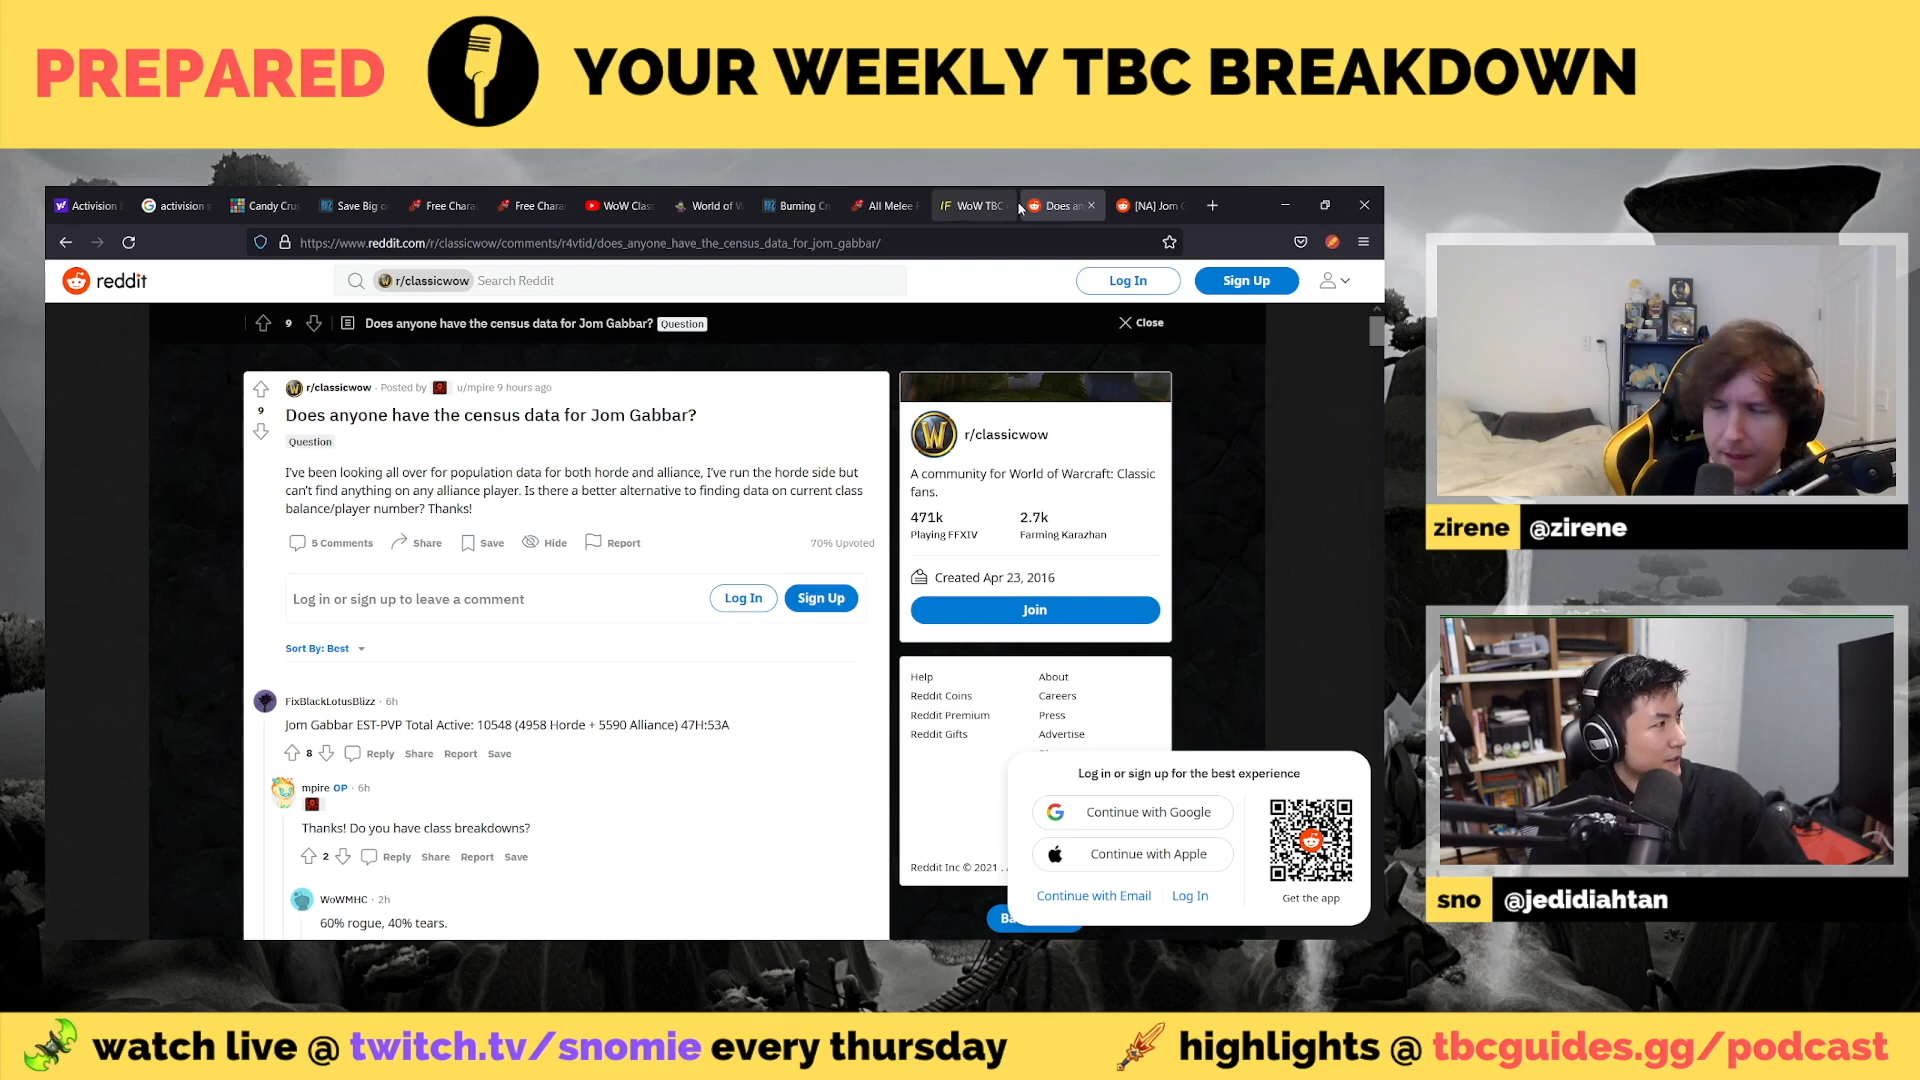 PREPARED YOUR WEEKLY TBC BREAKDOWN
Activision activision s Candy Crus Save Big o Free Chara Free Chara WoW Class World of W Burning Cr All Melee F WoW TBC Does an [NA] Jom G
https://www.reddit.com/r/classicwow/comments/r4vtid/does_anyone_have_the_census_data_for_jom_gabbar/
reddit r/classicwow Search Reddit Log In Sign Up
9 Does anyone have the census data for Jom Gabbar? Question Close
r/classicwow · Posted by u/mpire 9 hours ago
9
Does anyone have the census data for Jom Gabbar?
Question
I've been looking all over for population data for both horde and alliance, I've run the horde side but
can't find anything on any alliance player. Is there a better alternative to finding data on current class
balance/player number? Thanks!
5 Comments Share Save Hide Report 70% Upvoted
Log in or sign up to leave a comment Log In Sign Up
Sort By: Best
FixBlackLotusBlizz · 6h
Jom Gabbar EST-PVP Total Active: 10548 (4958 Horde + 5590 Alliance) 47H:53A
8 Reply Share Report Save
mpire OP · 6h
Thanks! Do you have class breakdowns?
2 Reply Share Report Save
WoWMHC · 2h
60% rogue, 40% tears.
r/classicwow
A community for World of Warcraft: Classic
fans.
471k 2.7k
Playing FFXIV Farming Karazhan
Created Apr 23, 2016
Join
Help About
Reddit Coins Careers
Reddit Premium Press
Reddit Gifts Advertise
Reddit Inc © 2021 .
Ba
Log in or sign up for the best experience
Continue with Google
Continue with Apple
Continue with Email Log In
Get the app
zirene @zirene
sno @jedidiahtan
watch live @ twitch.tv/snomie every thursday
highlights @ tbcguides.gg/podcast